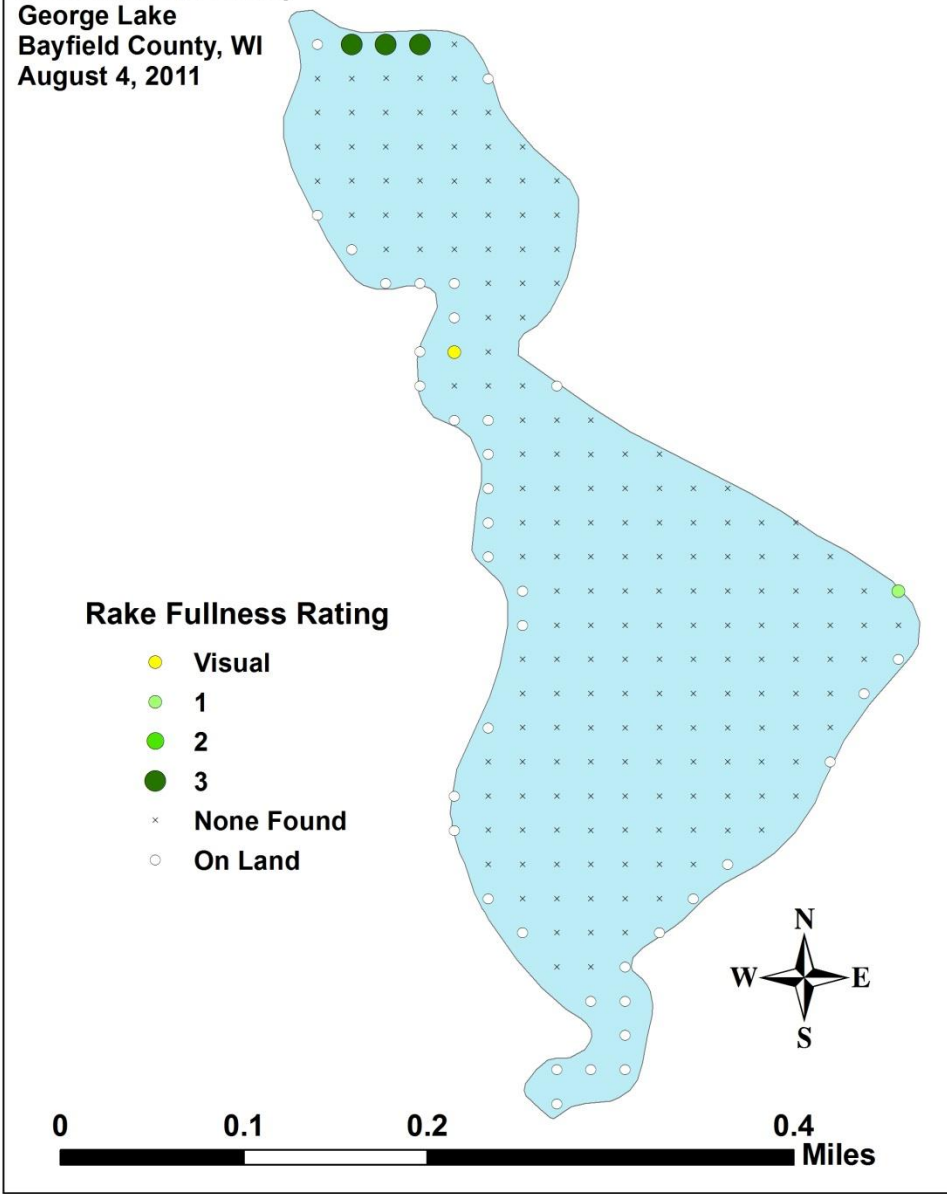 George Lake
Bayfield County, WI
August 4, 2011
Rake Fullness Rating
Visual
1
2
3
None Found
On Land
N
W E
S
0 0.1 0.2 0.4
Miles